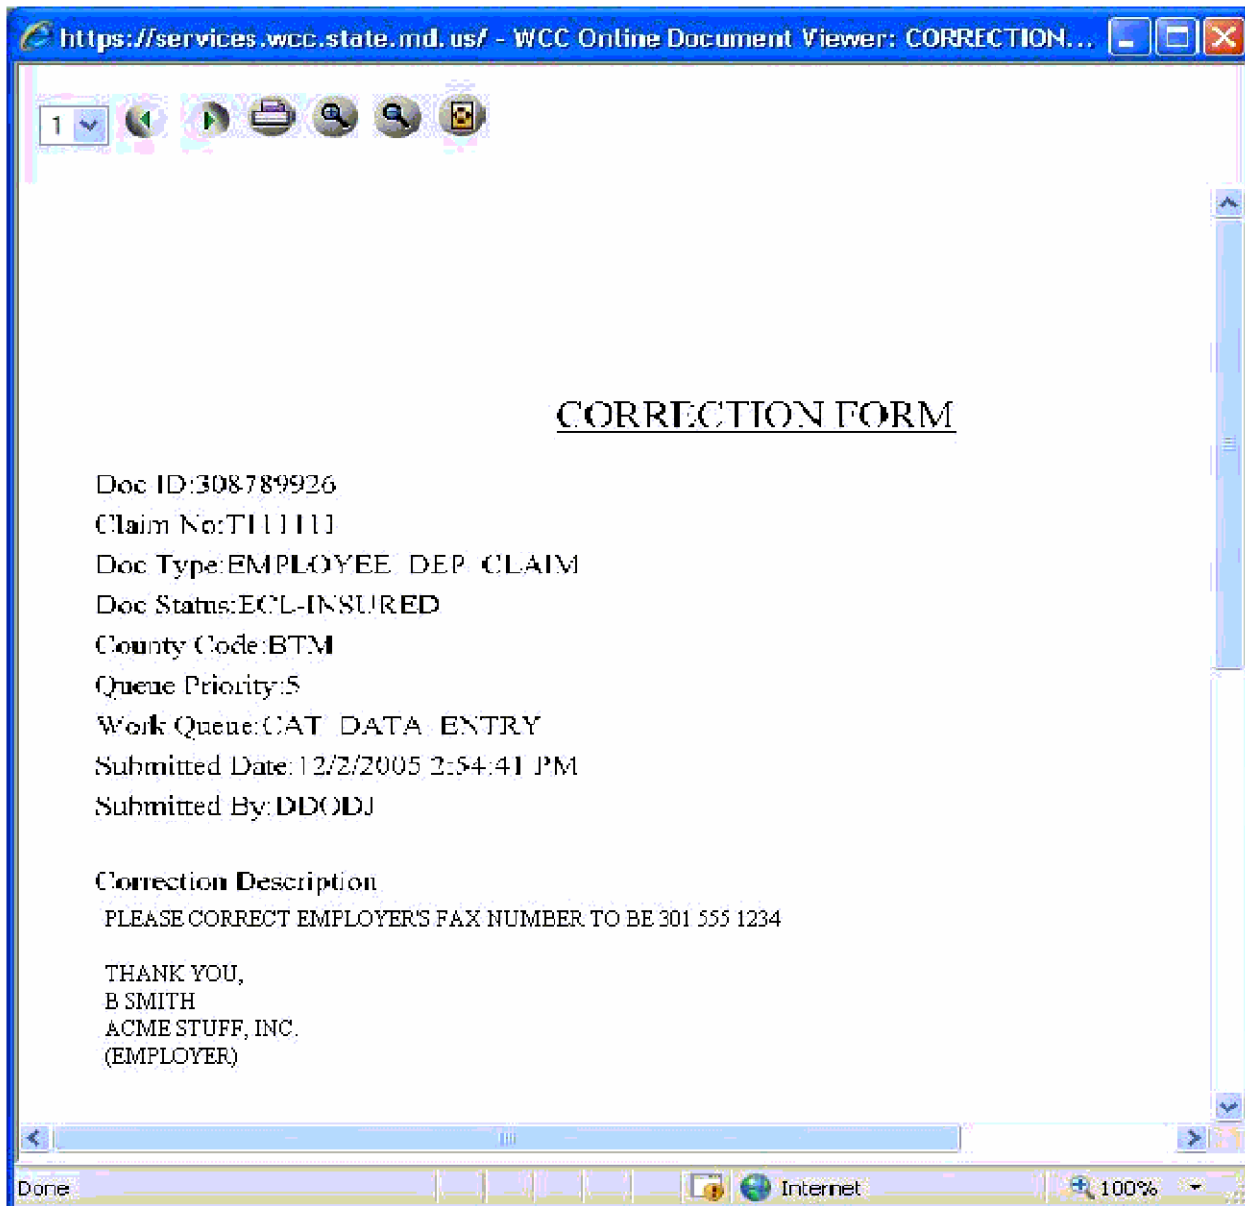 https://services.wcc.state.md.us/ - WCC Online Document Viewer: CORRECTION...
1
CORRECTION FORM
Doc ID:308789926
Claim No:T111111
Doc Type:EMPLOYEE DEP CLAIM
Doc Status:ECL-INSURED
County Code:BTM
Queue Priority:5
Work Queue:CAT DATA ENTRY
Submitted Date:12/2/2005 2:54:41 PM
Submitted By:DDODJ
Correction Description
PLEASE CORRECT EMPLOYER'S FAX NUMBER TO BE 301 555 1234
THANK YOU,
B SMITH
ACME STUFF, INC.
(EMPLOYER)
Done Internet 100%